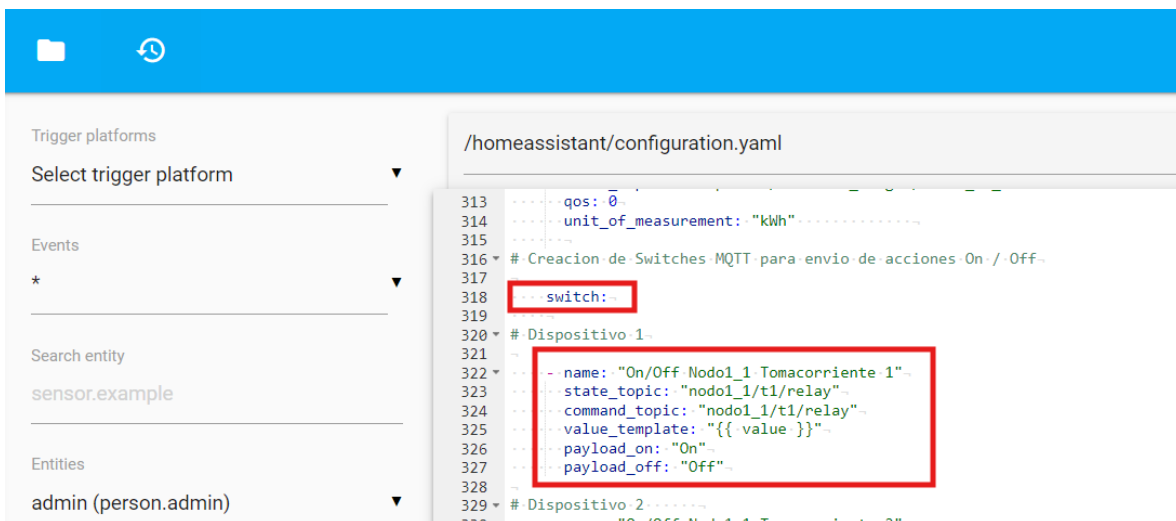 Trigger platforms
Select trigger platform
Events
*
Search entity
sensor.example
Entities
admin (person.admin)
/homeassistant/configuration.yaml
313 qos: 0
314 unit_of_measurement: "kWh"
315
316 # Creacion de Switches MQTT para envio de acciones On / Off
317
318 switch:
319
320 # Dispositivo 1
321
322 - name: "On/Off Nodo1_1 Tomacorriente 1"
323 state_topic: "nodo1_1/t1/relay"
324 command_topic: "nodo1_1/t1/relay"
325 value_template: "{{ value }}"
326 payload_on: "On"
327 payload_off: "Off"
328
329 # Dispositivo 2